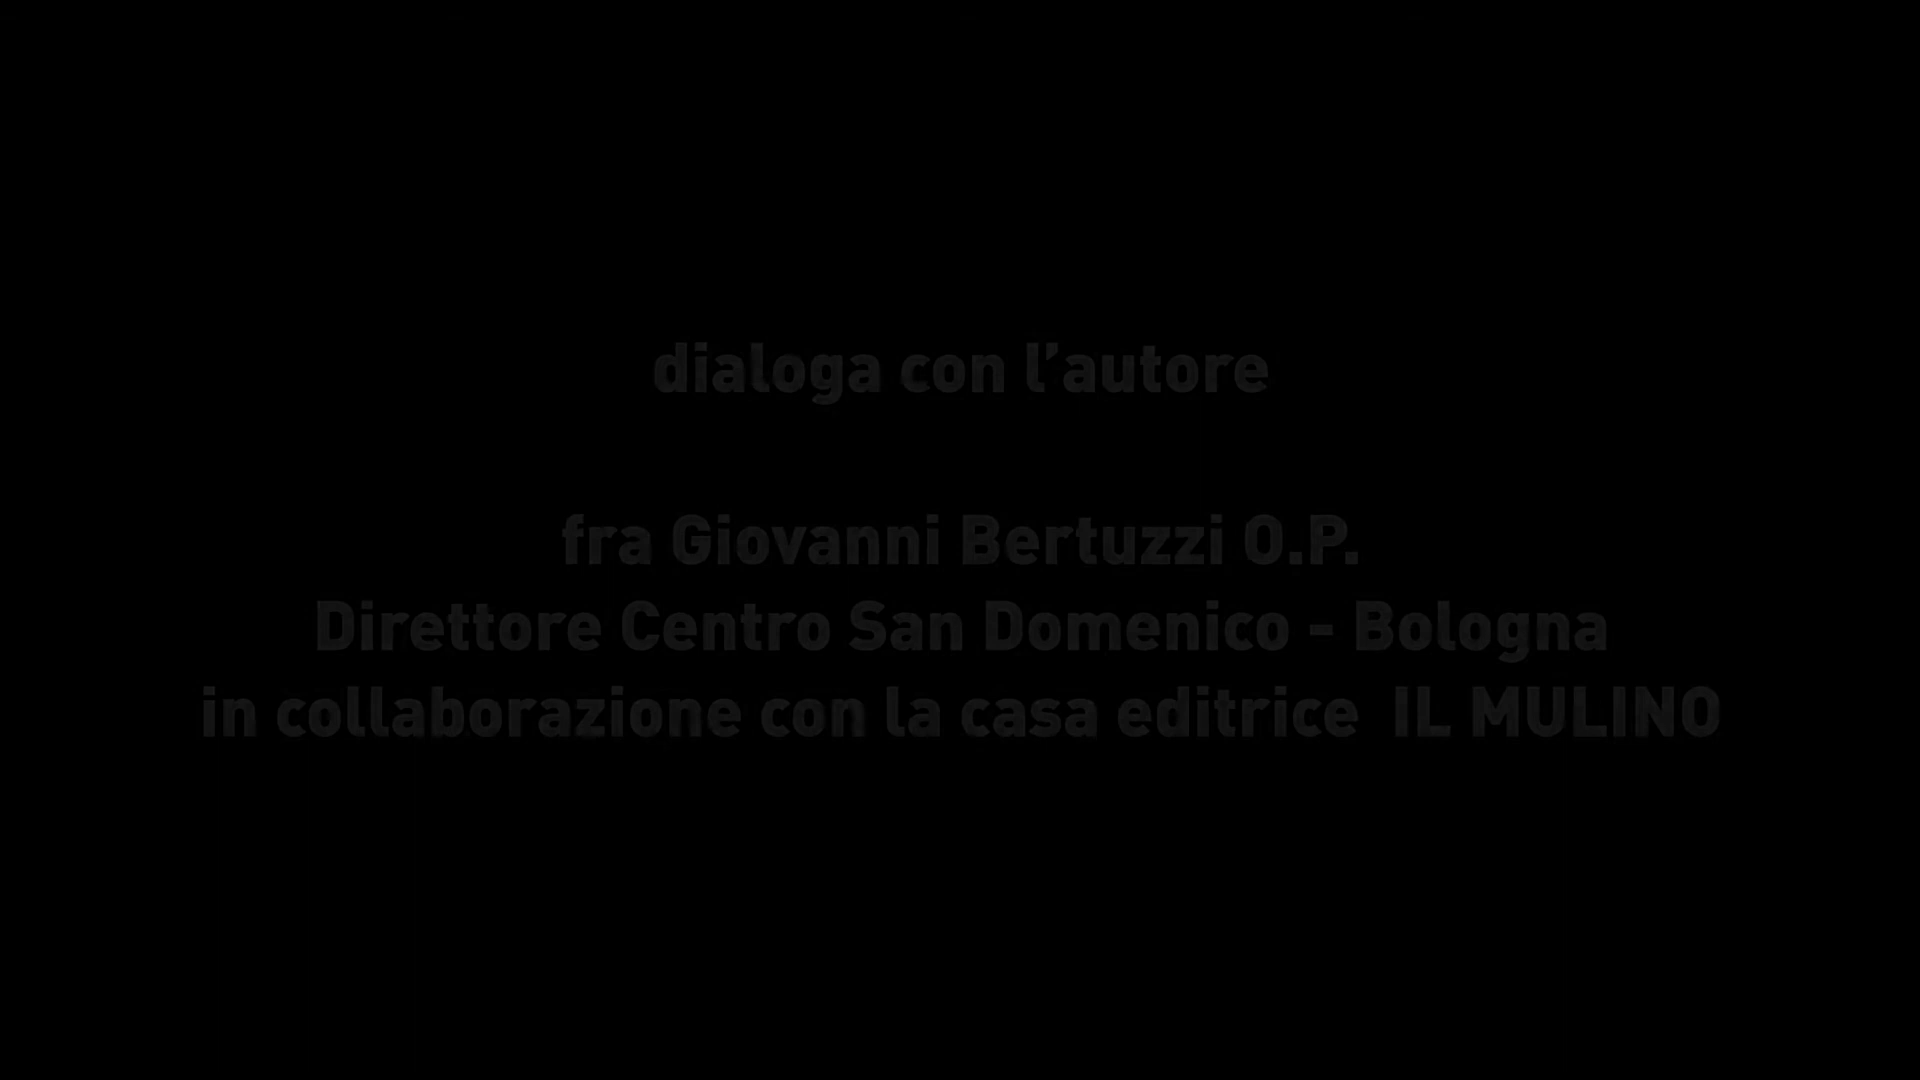 dialoga con l’autore
fra Giovanni Bertuzzi O.P.
Direttore Centro San Domenico - Bologna
in collaborazione con la casa editrice IL MULINO